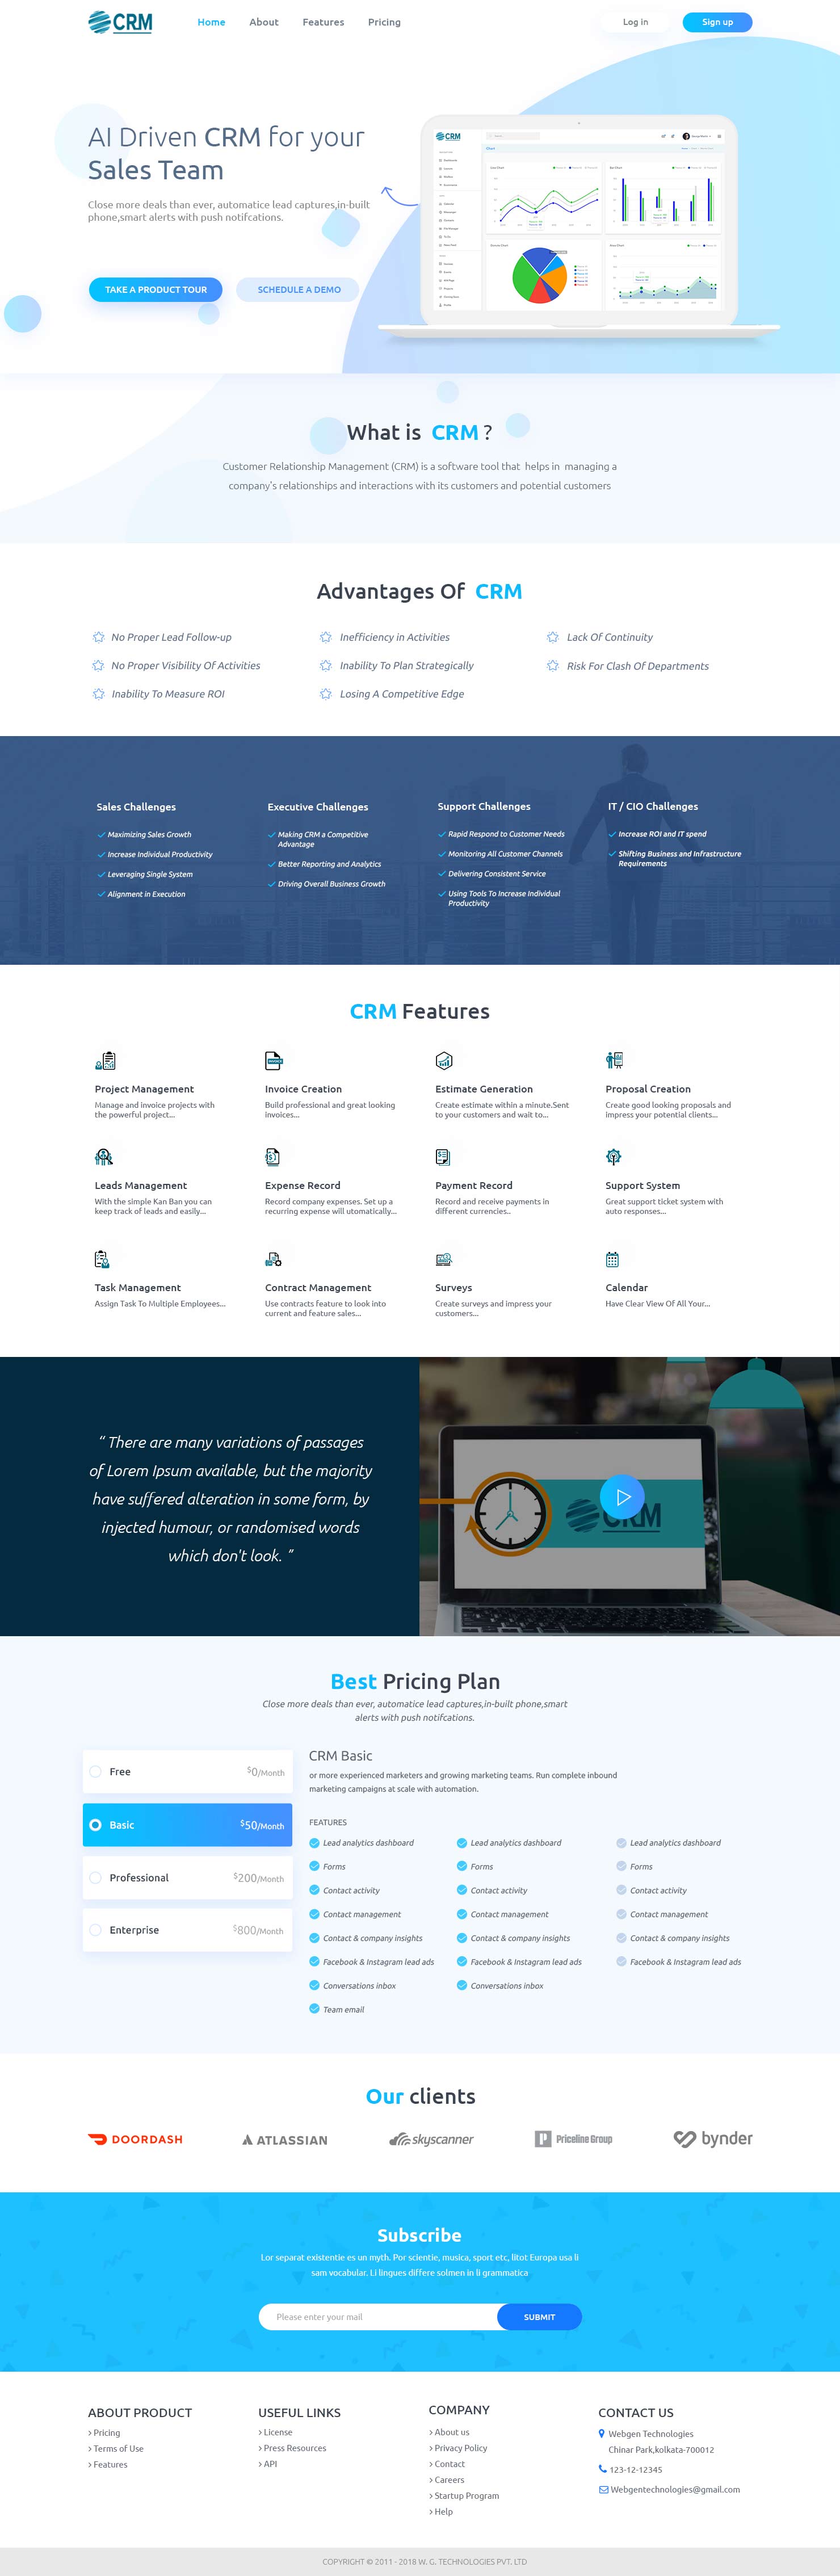 CRM
Home
About
Features
Pricing
Log in
Sign up
AI Driven CRM for your
Sales Team
Close more deals than ever, automatice lead captures,in-built
phone,smart alerts with push notifcations.
TAKE A PRODUCT TOUR
SCHEDULE A DEMO
CRM
What is CRM ?
Customer Relationship Management (CRM) is a software tool that helps in managing a
company's relationships and interactions with its customers and potential customers
Advantages Of CRM
No Proper Lead Follow-up
Inefficiency in Activities
Lack Of Continuity
No Proper Visibility Of Activities
Inability To Plan Strategically
Risk For Clash Of Departments
Inability To Measure ROI
Losing A Competitive Edge
Sales Challenges
Maximizing Sales Growth
Increase Individual Productivity
Leveraging Single System
Alignment in Execution
Executive Challenges
Making CRM a Competitive
Advantage
Better Reporting and Analytics
Driving Overall Business Growth
Support Challenges
Rapid Respond to Customer Needs
Monitoring All Customer Channels
Delivering Consistent Service
Using Tools To Increase Individual
Productivity
IT / CIO Challenges
Increase ROI and IT spend
Shifting Business and Infrastructure
Requirements
CRM Features
Project Management
Manage and invoice projects with
the powerful project...
Invoice Creation
Build professional and great looking
invoices...
Estimate Generation
Create estimate within a minute.Sent
to your customers and wait to...
Proposal Creation
Create good looking proposals and
impress your potential clients...
Leads Management
With the simple Kan Ban you can
keep track of leads and easily...
Expense Record
Record company expenses. Set up a
recurring expense will utomatically...
Payment Record
Record and receive payments in
different currencies..
Support System
Great support ticket system with
auto responses...
Task Management
Assign Task To Multiple Employees...
Contract Management
Use contracts feature to look into
current and feature sales...
Surveys
Create surveys and impress your
customers...
Calendar
Have Clear View Of All Your...
“ There are many variations of passages
of Lorem Ipsum available, but the majority
have suffered alteration in some form, by
injected humour, or randomised words
which don't look. ”
CRM
Best Pricing Plan
Close more deals than ever, automatice lead captures,in-built phone,smart
alerts with push notifcations.
Free
$0/Month
Basic
$50/Month
Professional
$200/Month
Enterprise
$800/Month
CRM Basic
or more experienced marketers and growing marketing teams. Run complete inbound
marketing campaigns at scale with automation.
FEATURES
Lead analytics dashboard
Forms
Contact activity
Contact management
Contact & company insights
Facebook & Instagram lead ads
Conversations inbox
Team email
Lead analytics dashboard
Forms
Contact activity
Contact management
Contact & company insights
Facebook & Instagram lead ads
Conversations inbox
Lead analytics dashboard
Forms
Contact activity
Contact management
Contact & company insights
Facebook & Instagram lead ads
Our clients
DOORDASH
ATLASSIAN
skyscanner
Priceline Group
bynder
Subscribe
Lor separat existentie es un myth. Por scientie, musica, sport etc, litot Europa usa li
sam vocabular. Li lingues differe solmen in li grammatica
Please enter your mail
SUBMIT
ABOUT PRODUCT
Pricing
Terms of Use
Features
USEFUL LINKS
License
Press Resources
API
COMPANY
About us
Privacy Policy
Contact
Careers
Startup Program
Help
CONTACT US
Webgen Technologies
Chinar Park,kolkata-700012
123-12-12345
Webgentechnologies@gmail.com
COPYRIGHT © 2011 - 2018 W. G. TECHNOLOGIES PVT. LTD